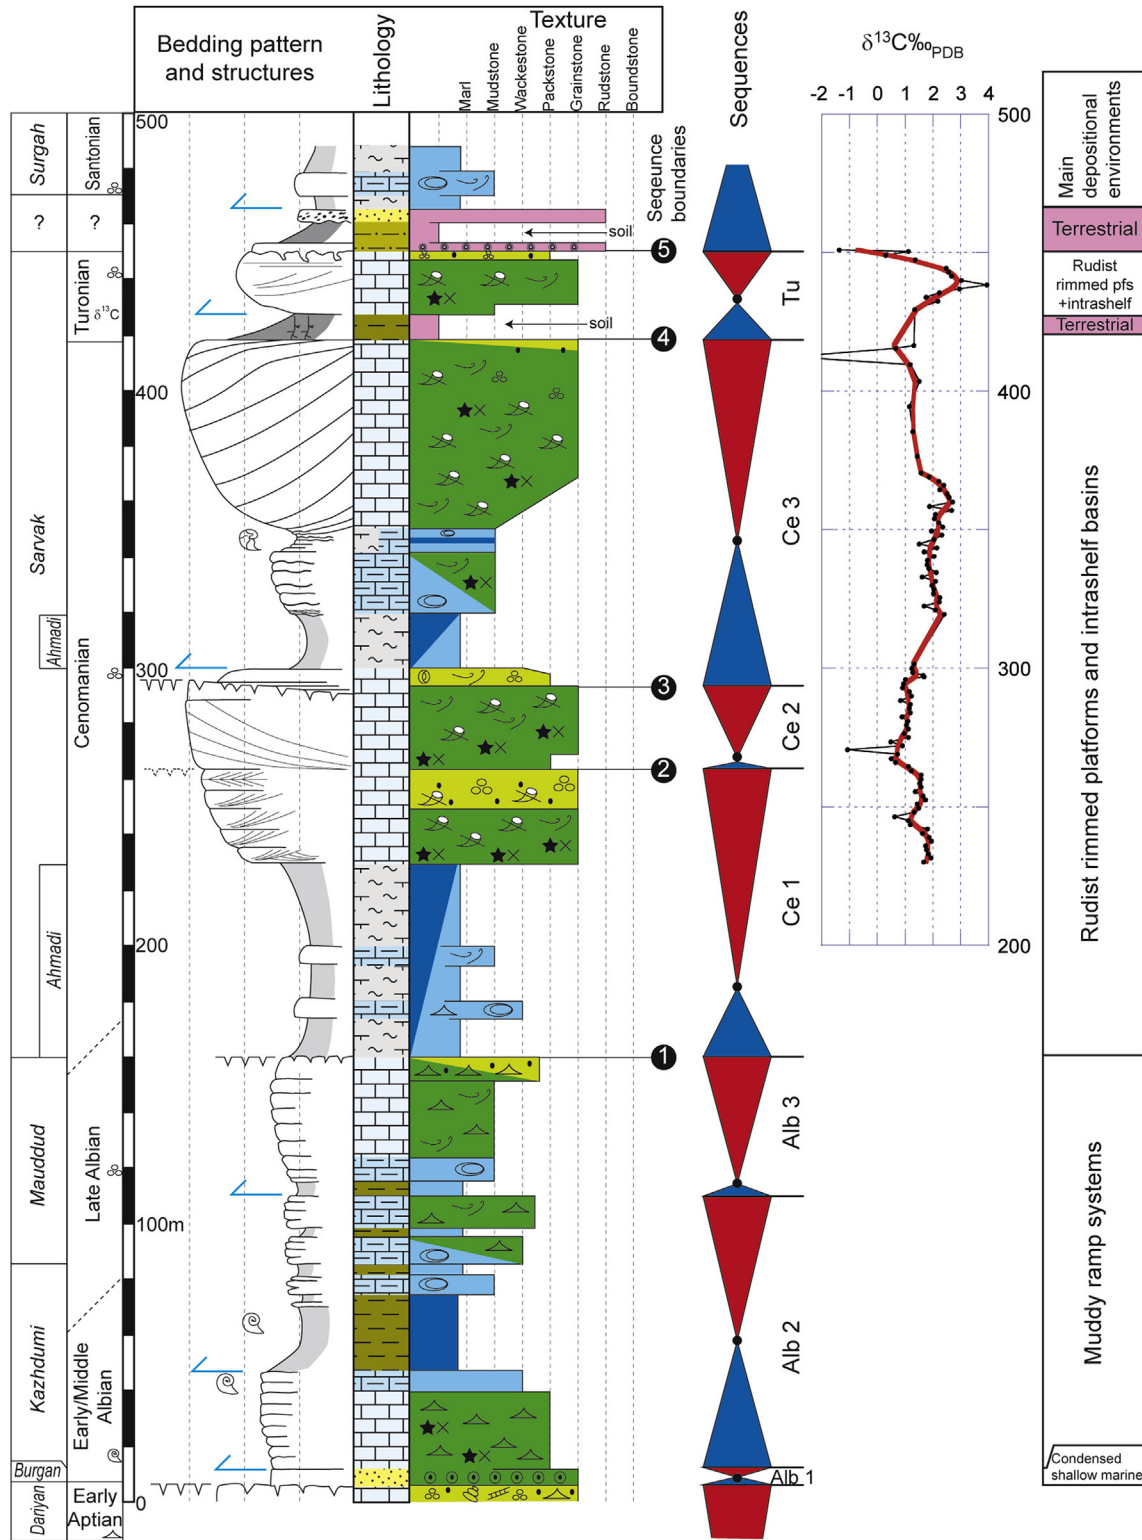 Bedding pattern
and structures
Lithology
Texture
Marl
Mudstone
Wackestone
Packstone
Grainstone
Rudstone
Boundstone
Seqeunce
boundaries
Sequences
δ13C‰PDB
-2 -1 0 1 2 3 4
500
400
300
200
Main
depositional
environments
Terrestrial
Rudist
rimmed pfs
+intrashelf
Terrestrial
Rudist rimmed platforms and intrashelf basins
Muddy ramp systems
Condensed
shallow marine
Surgah
?
Sarvak
Ahmadi
Ahmadi
Mauddud
Kazhdumi
Burgan
Dariyan
Santonian
?
Turonian
δ13C
Cenomanian
Late Albian
Early/Middle
Albian
Early
Aptian
500
400
300
200
100m
0
soil
soil
5
4
3
2
1
Tu
Ce 3
Ce 2
Ce 1
Alb 3
Alb 2
Alb 1